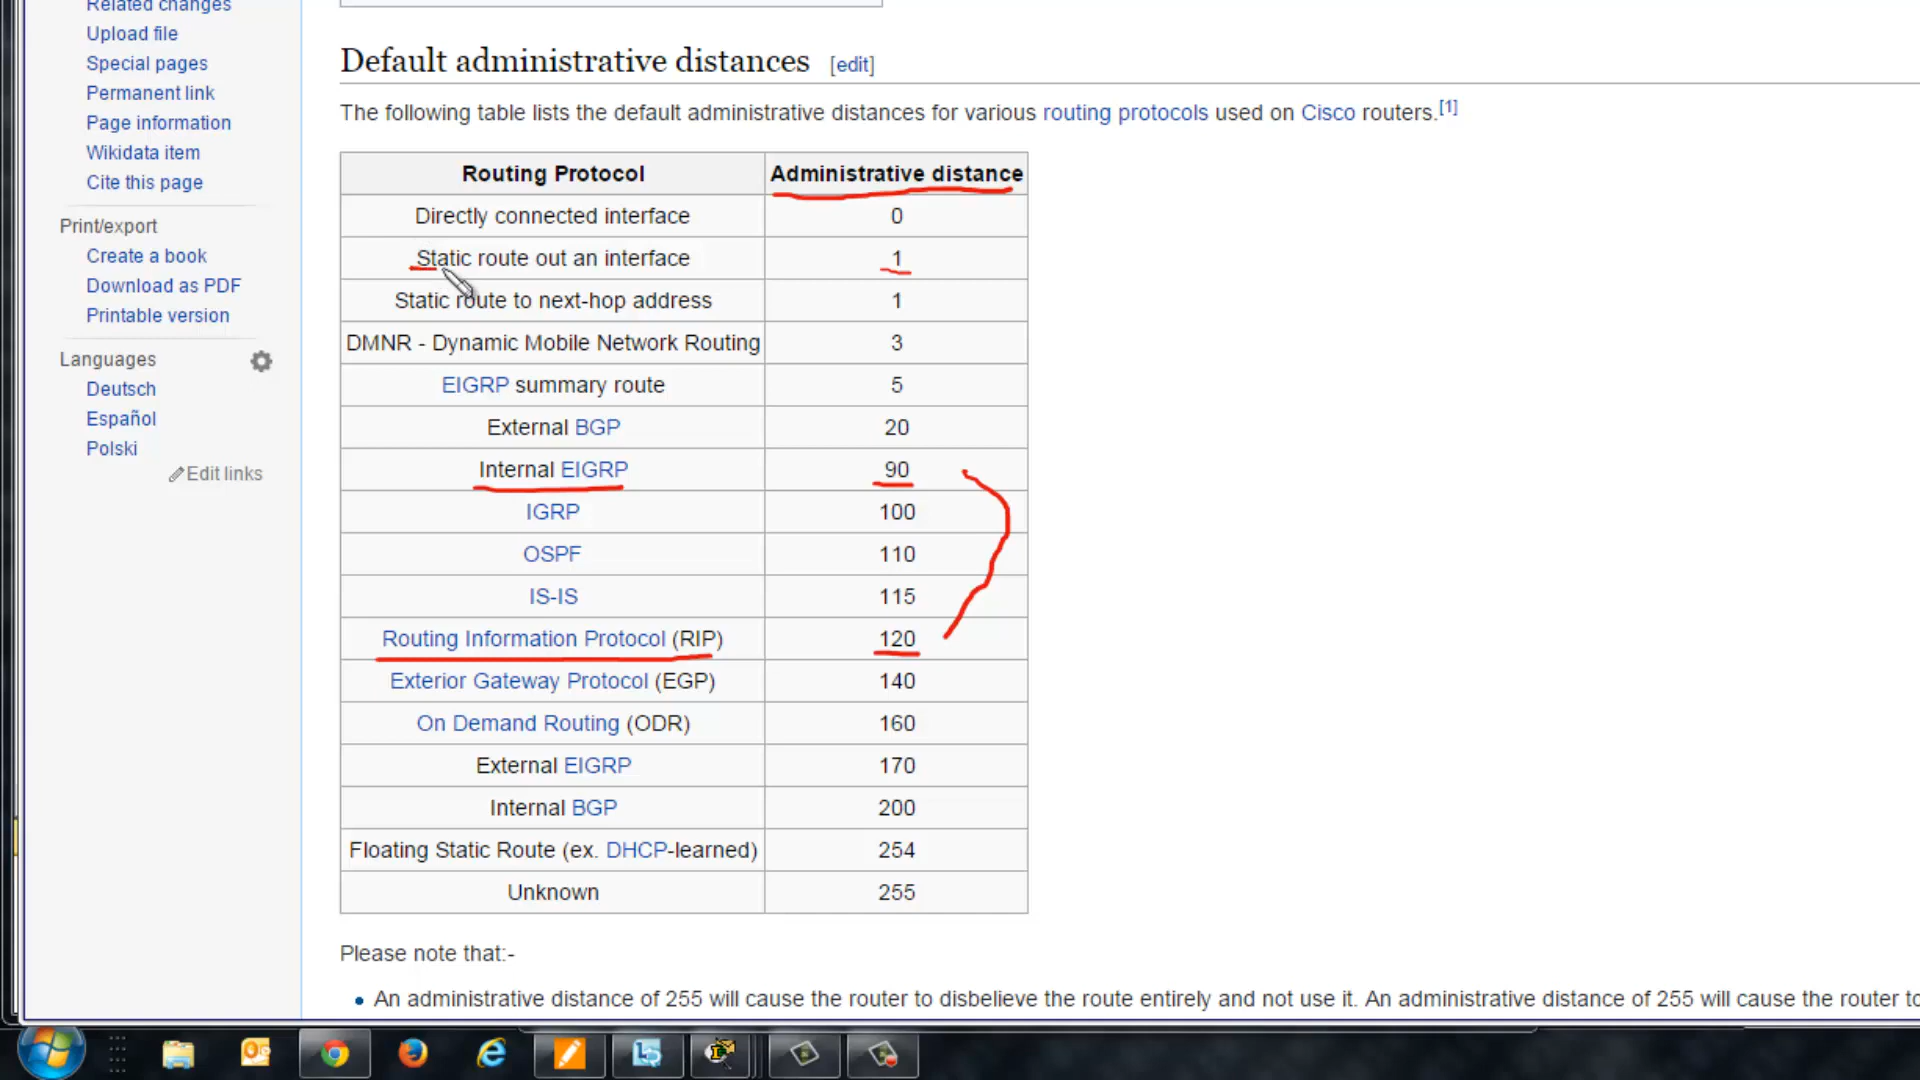 Related changes
Upload file
Special pages
Permanent link
Page information
Wikidata item
Cite this page
Print/export
Create a book
Download as PDF
Printable version
Languages
Deutsch
Español
Polski
Edit links
Default administrative distances [edit]
The following table lists the default administrative distances for various routing protocols used on Cisco routers.[1]
Routing Protocol Administrative distance
Directly connected interface 0
Static route out an interface 1
Static route to next-hop address 1
DMNR - Dynamic Mobile Network Routing 3
EIGRP summary route 5
External BGP 20
Internal EIGRP 90
IGRP 100
OSPF 110
IS-IS 115
Routing Information Protocol (RIP) 120
Exterior Gateway Protocol (EGP) 140
On Demand Routing (ODR) 160
External EIGRP 170
Internal BGP 200
Floating Static Route (ex. DHCP-learned) 254
Unknown 255
Please note that:-
• An administrative distance of 255 will cause the router to disbelieve the route entirely and not use it. An administrative distance of 255 will cause the router to